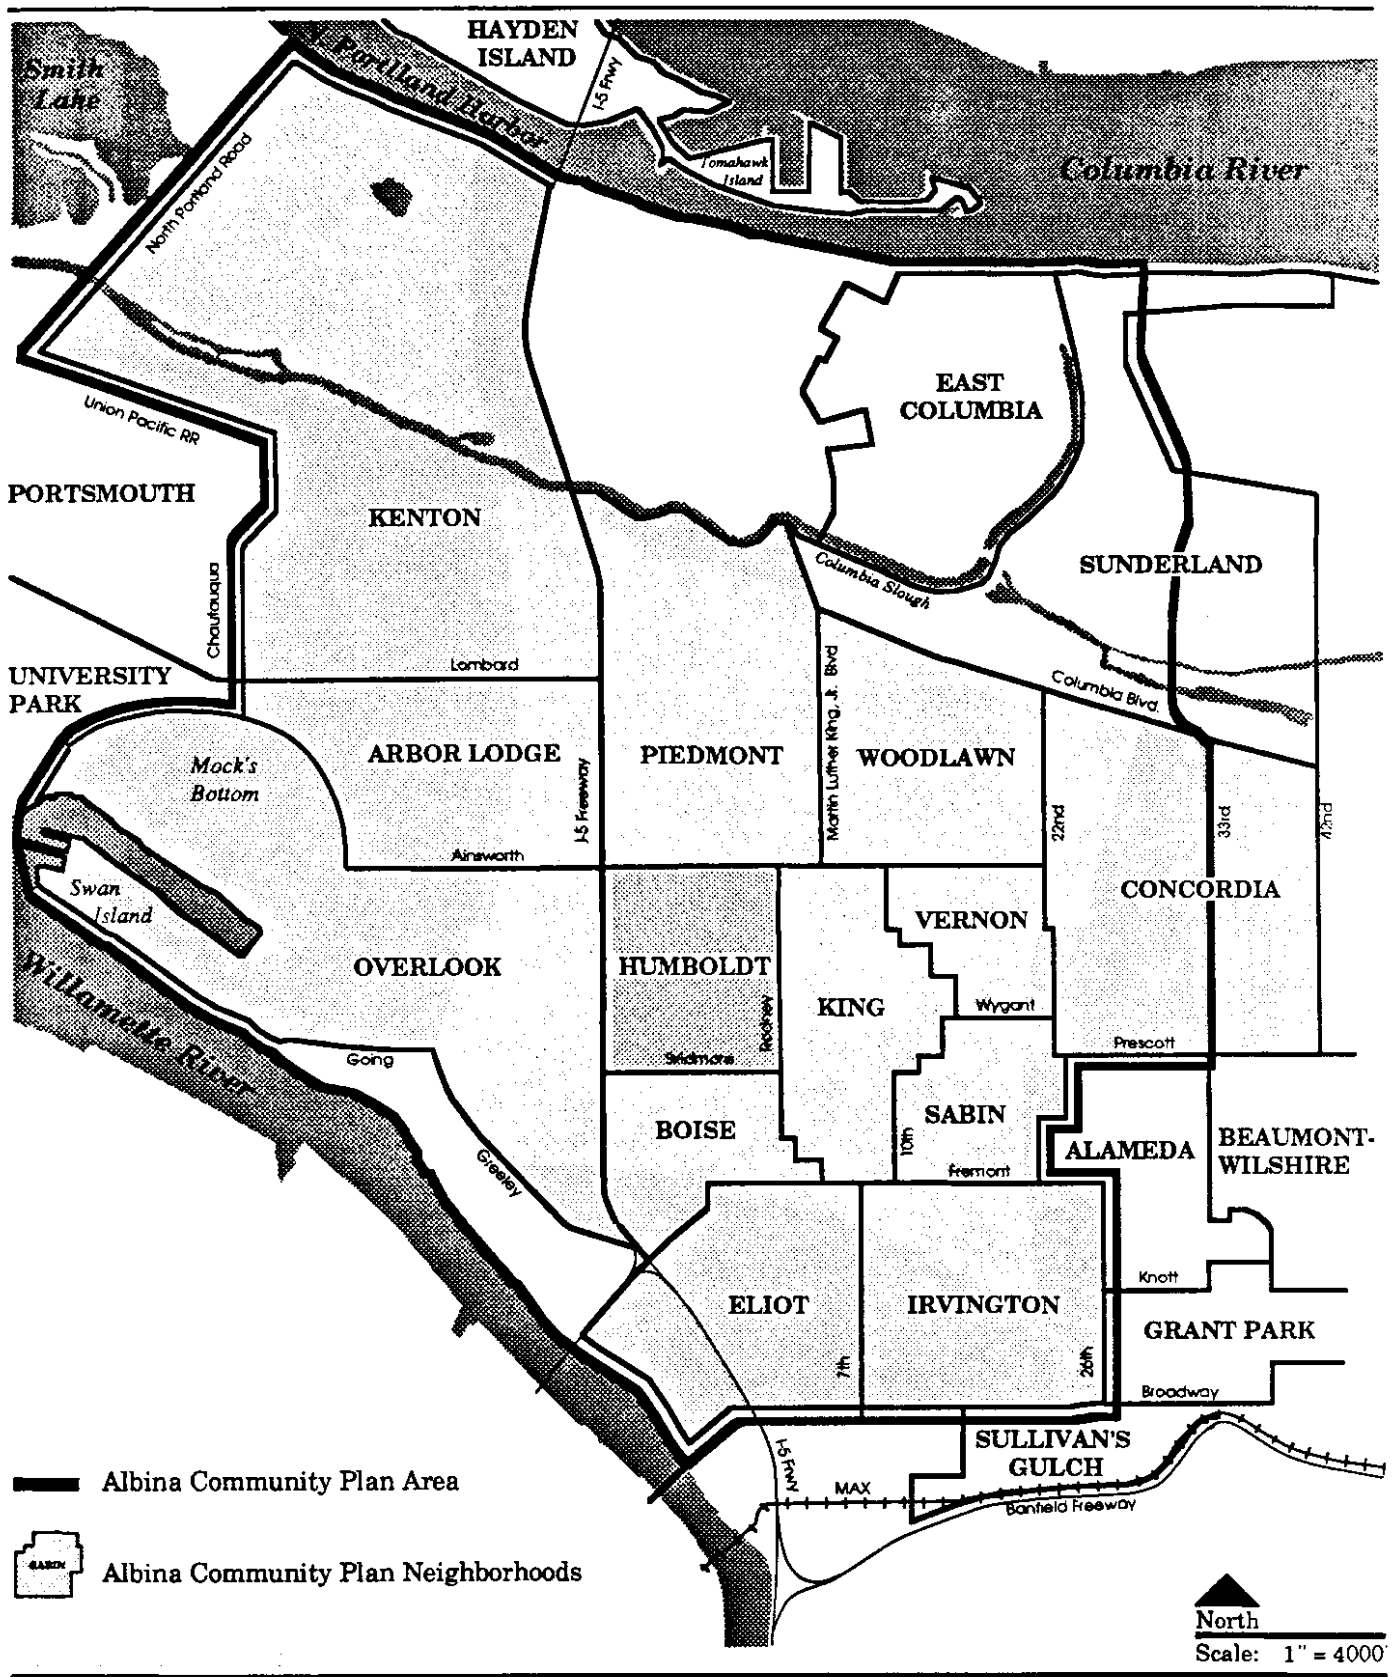 HAYDEN
ISLAND
N. Portland Harbor
I-5 Frwy
Smith
Lake
Tomahawk
Island
Columbia River
North Portland Road
EAST
COLUMBIA
Union Pacific RR
PORTSMOUTH
KENTON
Columbia Slough
SUNDERLAND
Chautauqua
Lombard
UNIVERSITY
PARK
Columbia Blvd.
Martin Luther King, Jr. Blvd
ARBOR LODGE
PIEDMONT
WOODLAWN
Mock's
Bottom
I-5 Freeway
22nd
33rd
42nd
Ainsworth
Swan
Island
CONCORDIA
VERNON
OVERLOOK
HUMBOLDT
KING
Wygant
Rodney
Willamette River
Going
Skidmore
Prescott
BOISE
SABIN
10th
ALAMEDA
BEAUMONT-
WILSHIRE
Greeley
Fremont
Knott
ELIOT
IRVINGTON
GRANT PARK
7th
26th
Broadway
SULLIVAN'S
GULCH
I-5 Frwy
MAX
Banfield Freeway
Albina Community Plan Area
SABIN
Albina Community Plan Neighborhoods
North
Scale: 1" = 4000'